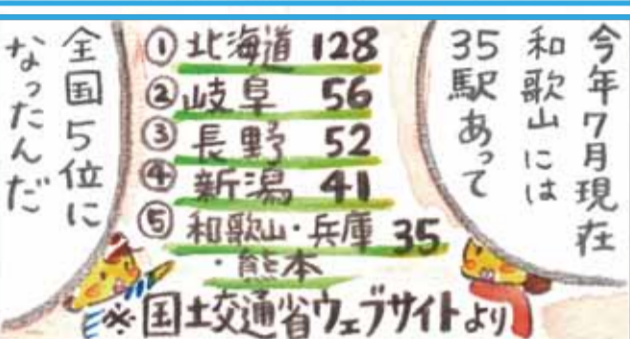 今年7月現在
和歌山には
35駅あって
①北海道 128
②岐阜 56
③長野 52
④新潟 41
⑤和歌山・兵庫 35
・熊本
※国土交通省ウェブサイトより
全国5位に
なったんだ